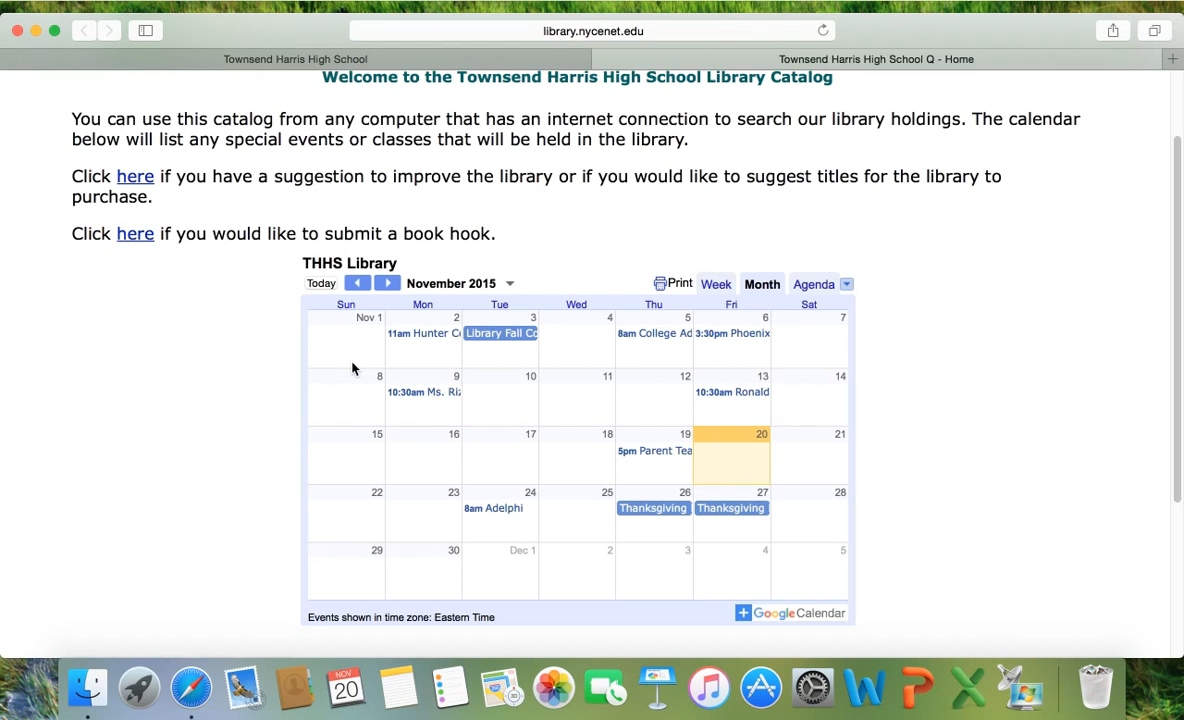 library.nycenet.edu
Townsend Harris High School
Townsend Harris High School Q - Home
Welcome to the Townsend Harris High School Library Catalog
You can use this catalog from any computer that has an internet connection to search our library holdings. The calendar
below will list any special events or classes that will be held in the library.
Click here if you have a suggestion to improve the library or if you would like to suggest titles for the library to
purchase.
Click here if you would like to submit a book hook.
THHS Library
Today November 2015 Print Week Month Agenda
Sun Mon Tue Wed Thu Fri Sat
Nov 1 2 3 4 5 6 7
11am Hunter Co Library Fall Co 8am College Ad 3:30pm Phoenix
8 9 10 11 12 13 14
10:30am Ms. Riz 10:30am Ronald
15 16 17 18 19 20 21
5pm Parent Tea
22 23 24 25 26 27 28
8am Adelphi Thanksgiving Thanksgiving
29 30 Dec 1 2 3 4 5
Events shown in time zone: Eastern Time
+ Google Calendar
NOV
20